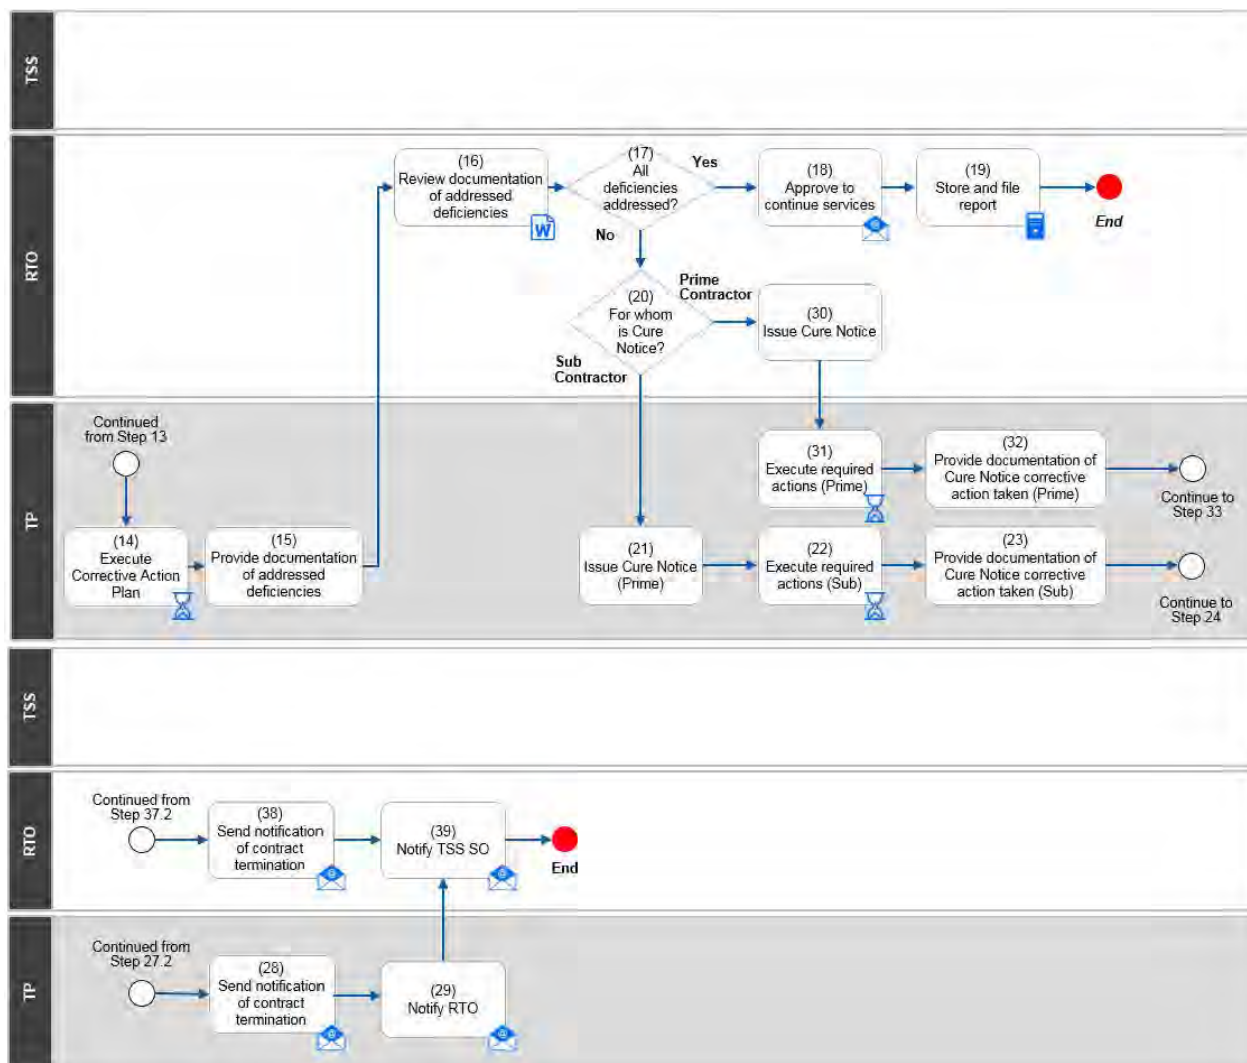 TSS
RTO
(16)
Review documentation
of addressed
deficiencies
W
(17)
All
deficiencies
addressed?
Yes
No
(18)
Approve to
continue services
@
(19)
Store and file
report
End
(20)
For whom
is Cure
Notice?
Prime
Contractor
Sub
Contractor
(30)
Issue Cure Notice
TP
Continued
from Step 13
(14)
Execute
Corrective Action
Plan
(15)
Provide documentation
of addressed
deficiencies
(31)
Execute required
actions (Prime)
(32)
Provide documentation of
Cure Notice corrective
action taken (Prime)
Continue to
Step 33
(21)
Issue Cure Notice
(Prime)
(22)
Execute required
actions (Sub)
(23)
Provide documentation of
Cure Notice corrective
action taken (Sub)
Continue to
Step 24
TSS
RTO
Continued from
Step 37.2
(38)
Send notification
of contract
termination
@
(39)
Notify TSS SO
@
End
TP
Continued from
Step 27.2
(28)
Send notification
of contract
termination
@
(29)
Notify RTO
@